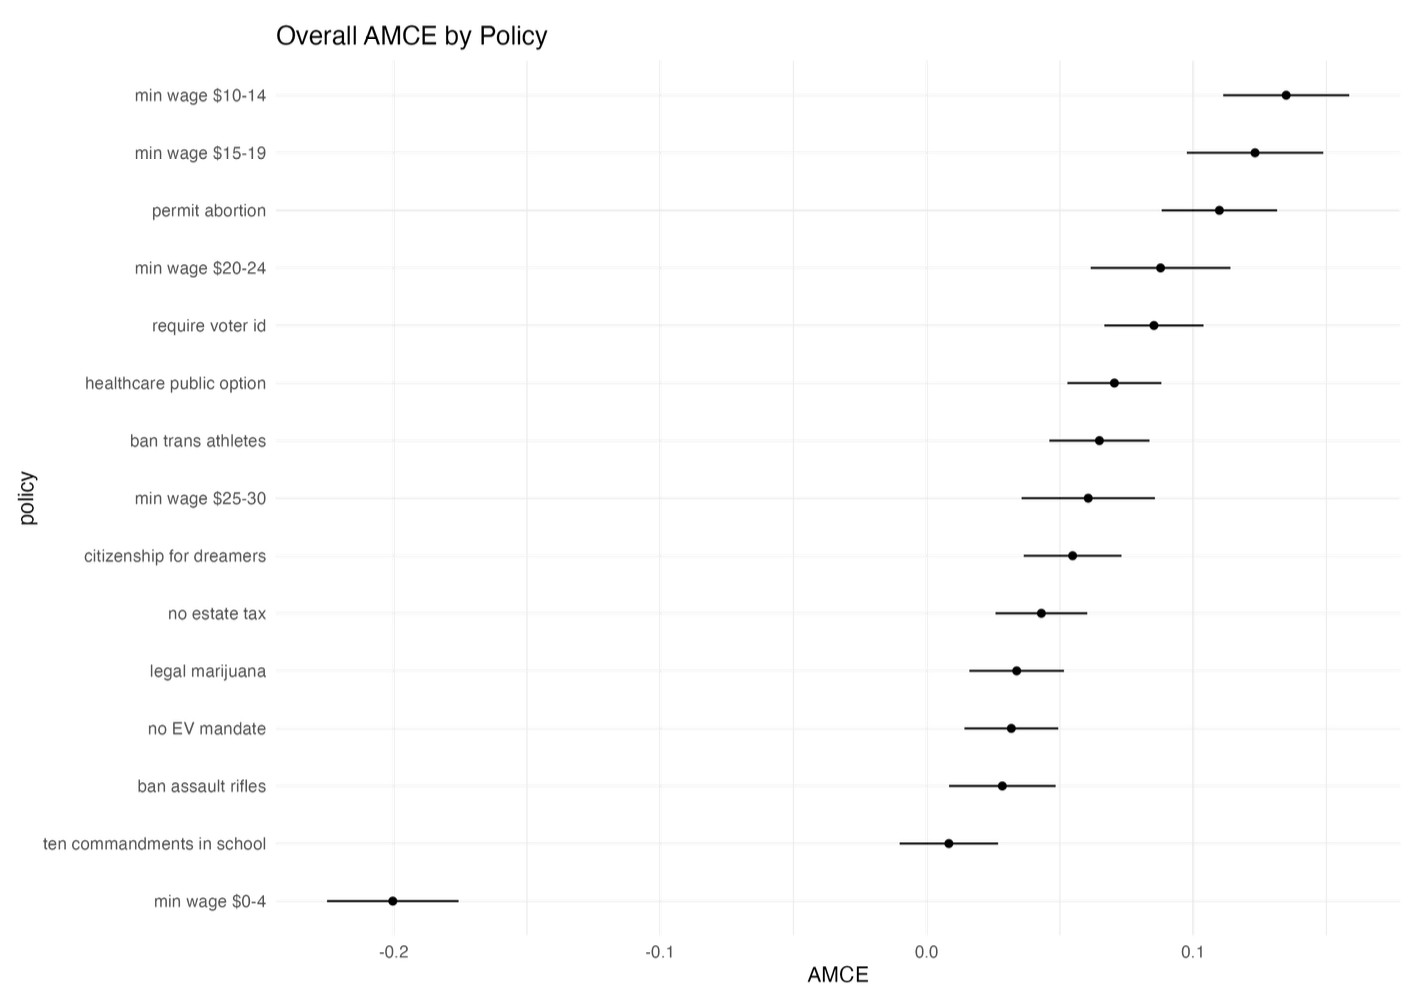 Overall AMCE by Policy
min wage $10-14
min wage $15-19
permit abortion
min wage $20-24
require voter id
healthcare public option
ban trans athletes
min wage $25-30
citizenship for dreamers
no estate tax
legal marijuana
no EV mandate
ban assault rifles
ten commandments in school
min wage $0-4
policy
-0.2
-0.1
0.0
0.1
AMCE